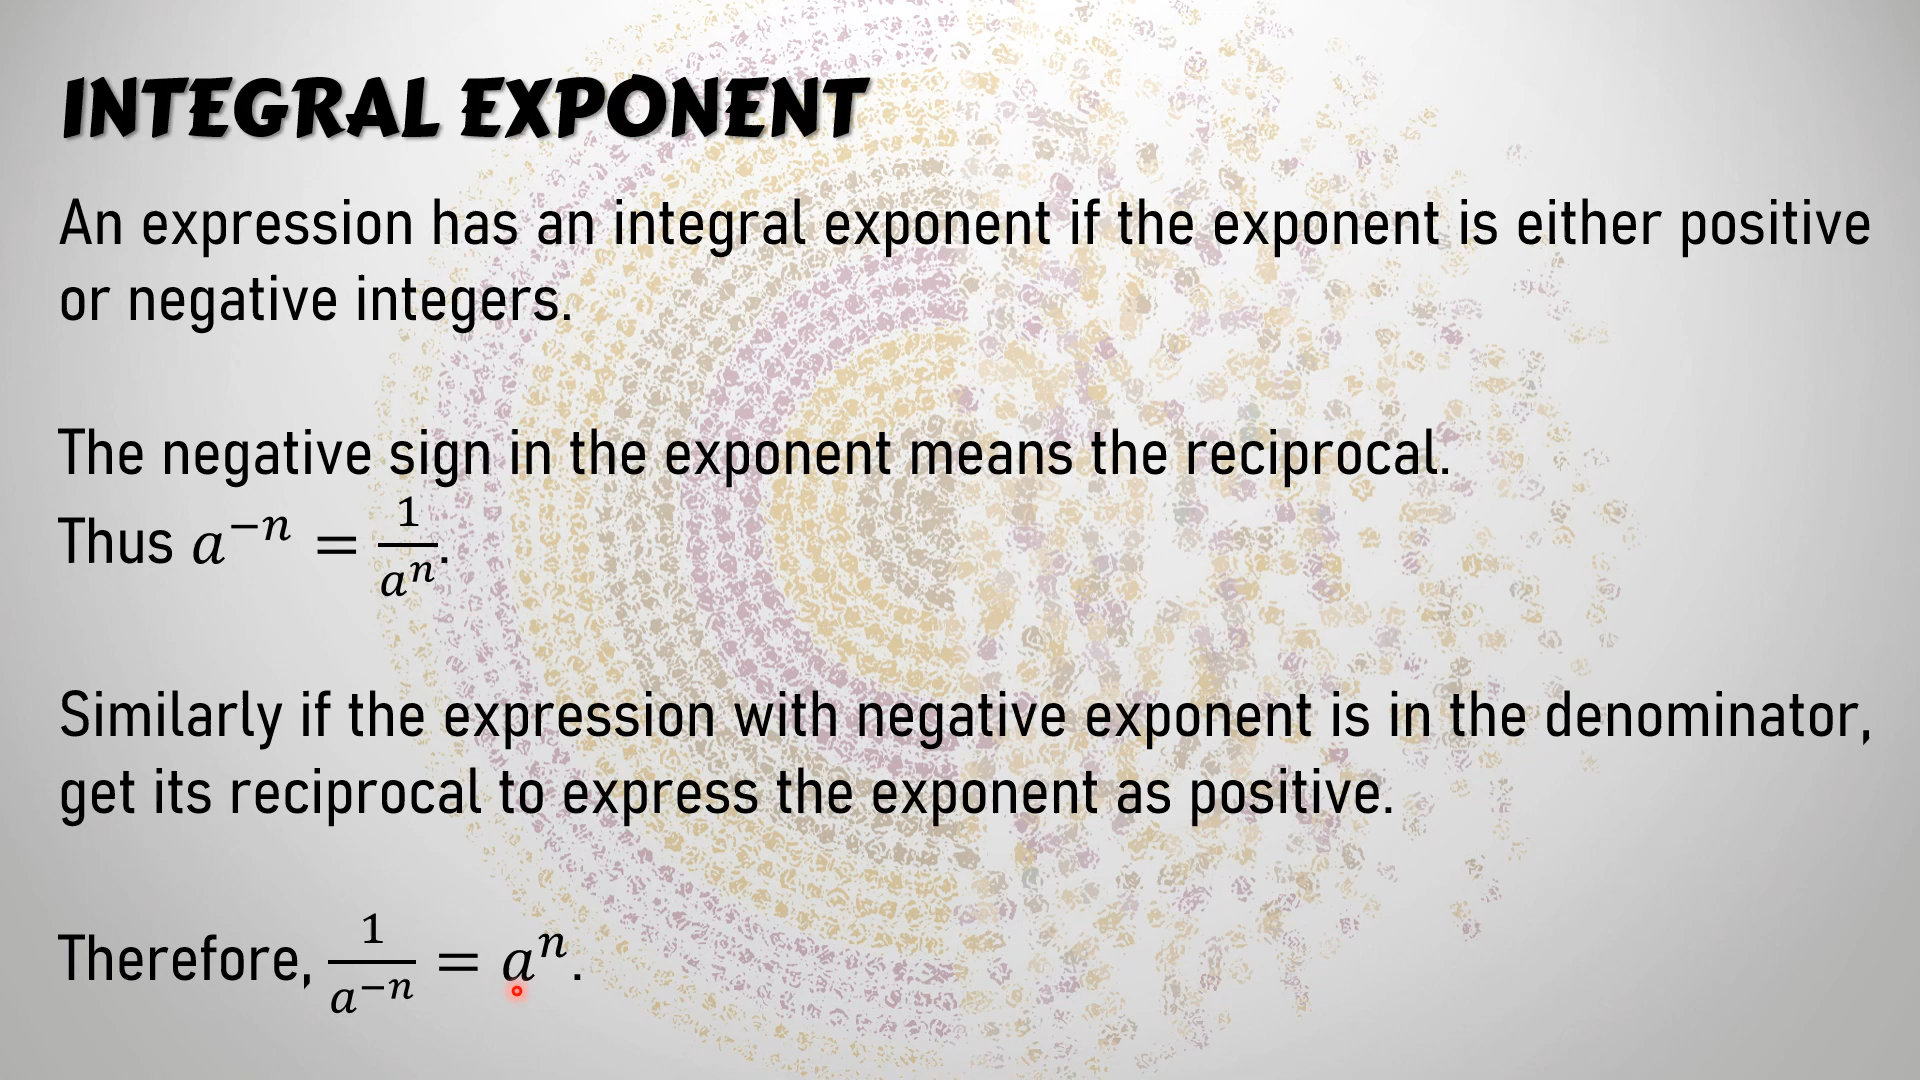 INTEGRAL EXPONENT
An expression has an integral exponent if the exponent is either positive
or negative integers.
The negative sign in the exponent means the reciprocal.
Thus $a^{-n} = \frac{1}{a^n}$.
Similarly if the expression with negative exponent is in the denominator,
get its reciprocal to express the exponent as positive.
Therefore, $\frac{1}{a^{-n}} = a^n$.